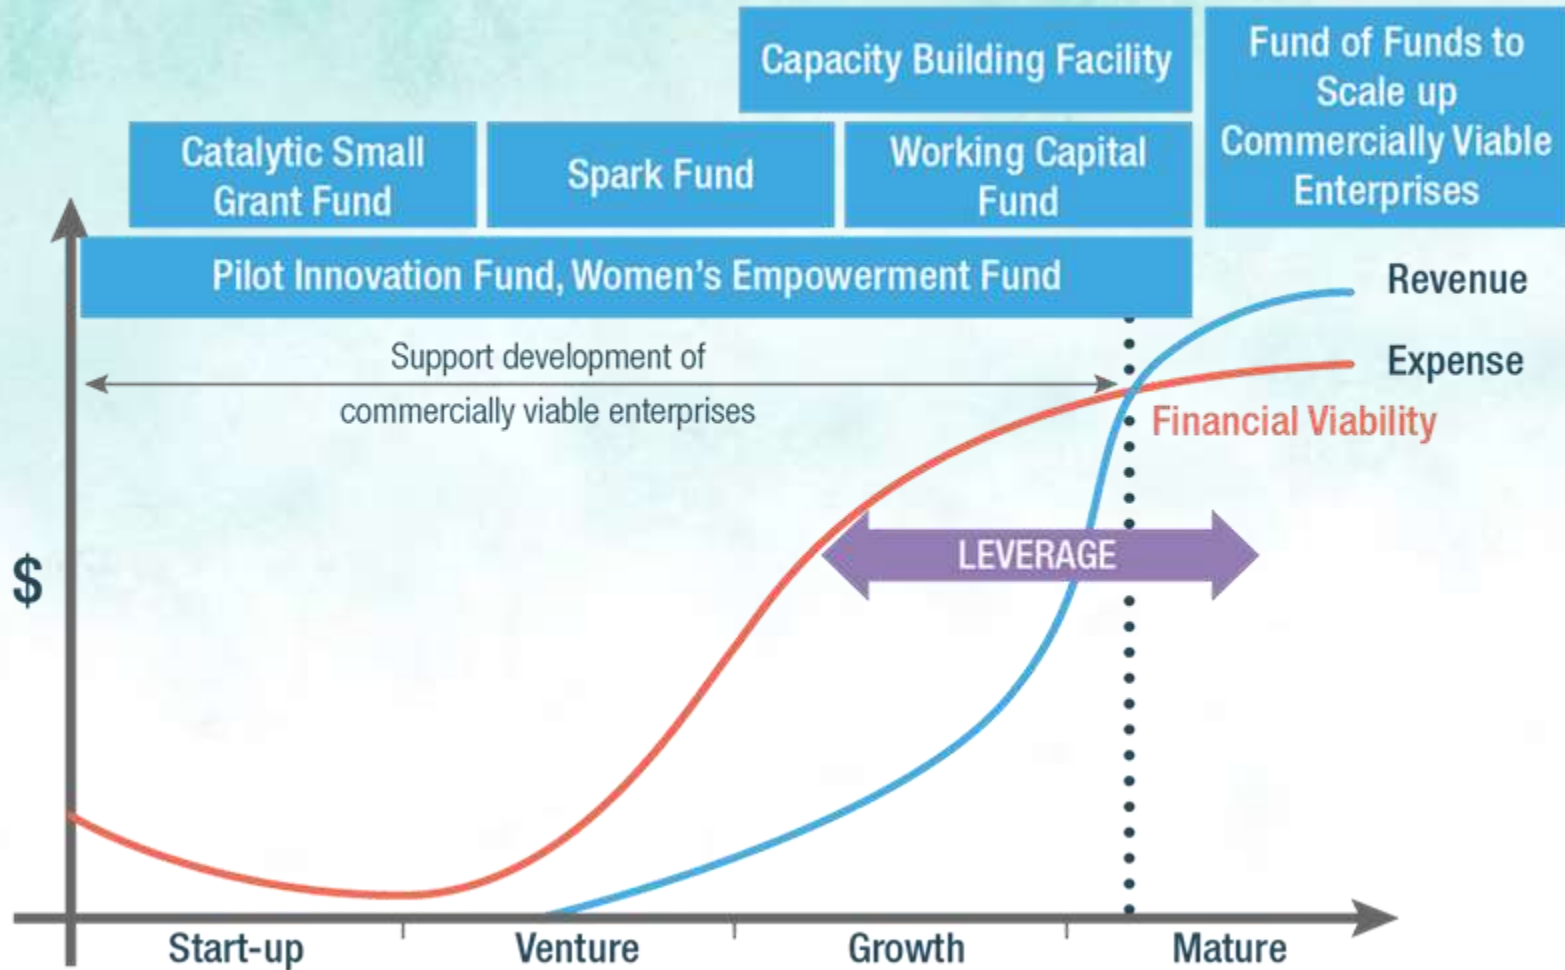 Capacity Building Facility
Fund of Funds to
Scale up
Commercially Viable
Enterprises
Catalytic Small
Grant Fund
Spark Fund
Working Capital
Fund
Pilot Innovation Fund, Women’s Empowerment Fund
Revenue
Support development of
commercially viable enterprises
Expense
Financial Viability
LEVERAGE
$
Start-up
Venture
Growth
Mature